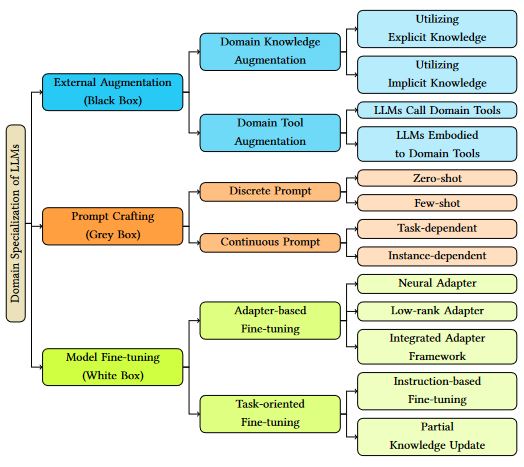 Domain Specialization of LLMs
External Augmentation
(Black Box)
Domain Knowledge
Augmentation
Utilizing
Explicit Knowledge
Utilizing
Implicit Knowledge
Domain Tool
Augmentation
LLMs Call Domain Tools
LLMs Embodied
to Domain Tools
Prompt Crafting
(Grey Box)
Discrete Prompt
Zero-shot
Few-shot
Continuous Prompt
Task-dependent
Instance-dependent
Model Fine-tuning
(White Box)
Adapter-based
Fine-tuning
Neural Adapter
Low-rank Adapter
Integrated Adapter
Framework
Task-oriented
Fine-tuning
Instruction-based
Fine-tuning
Partial
Knowledge Update